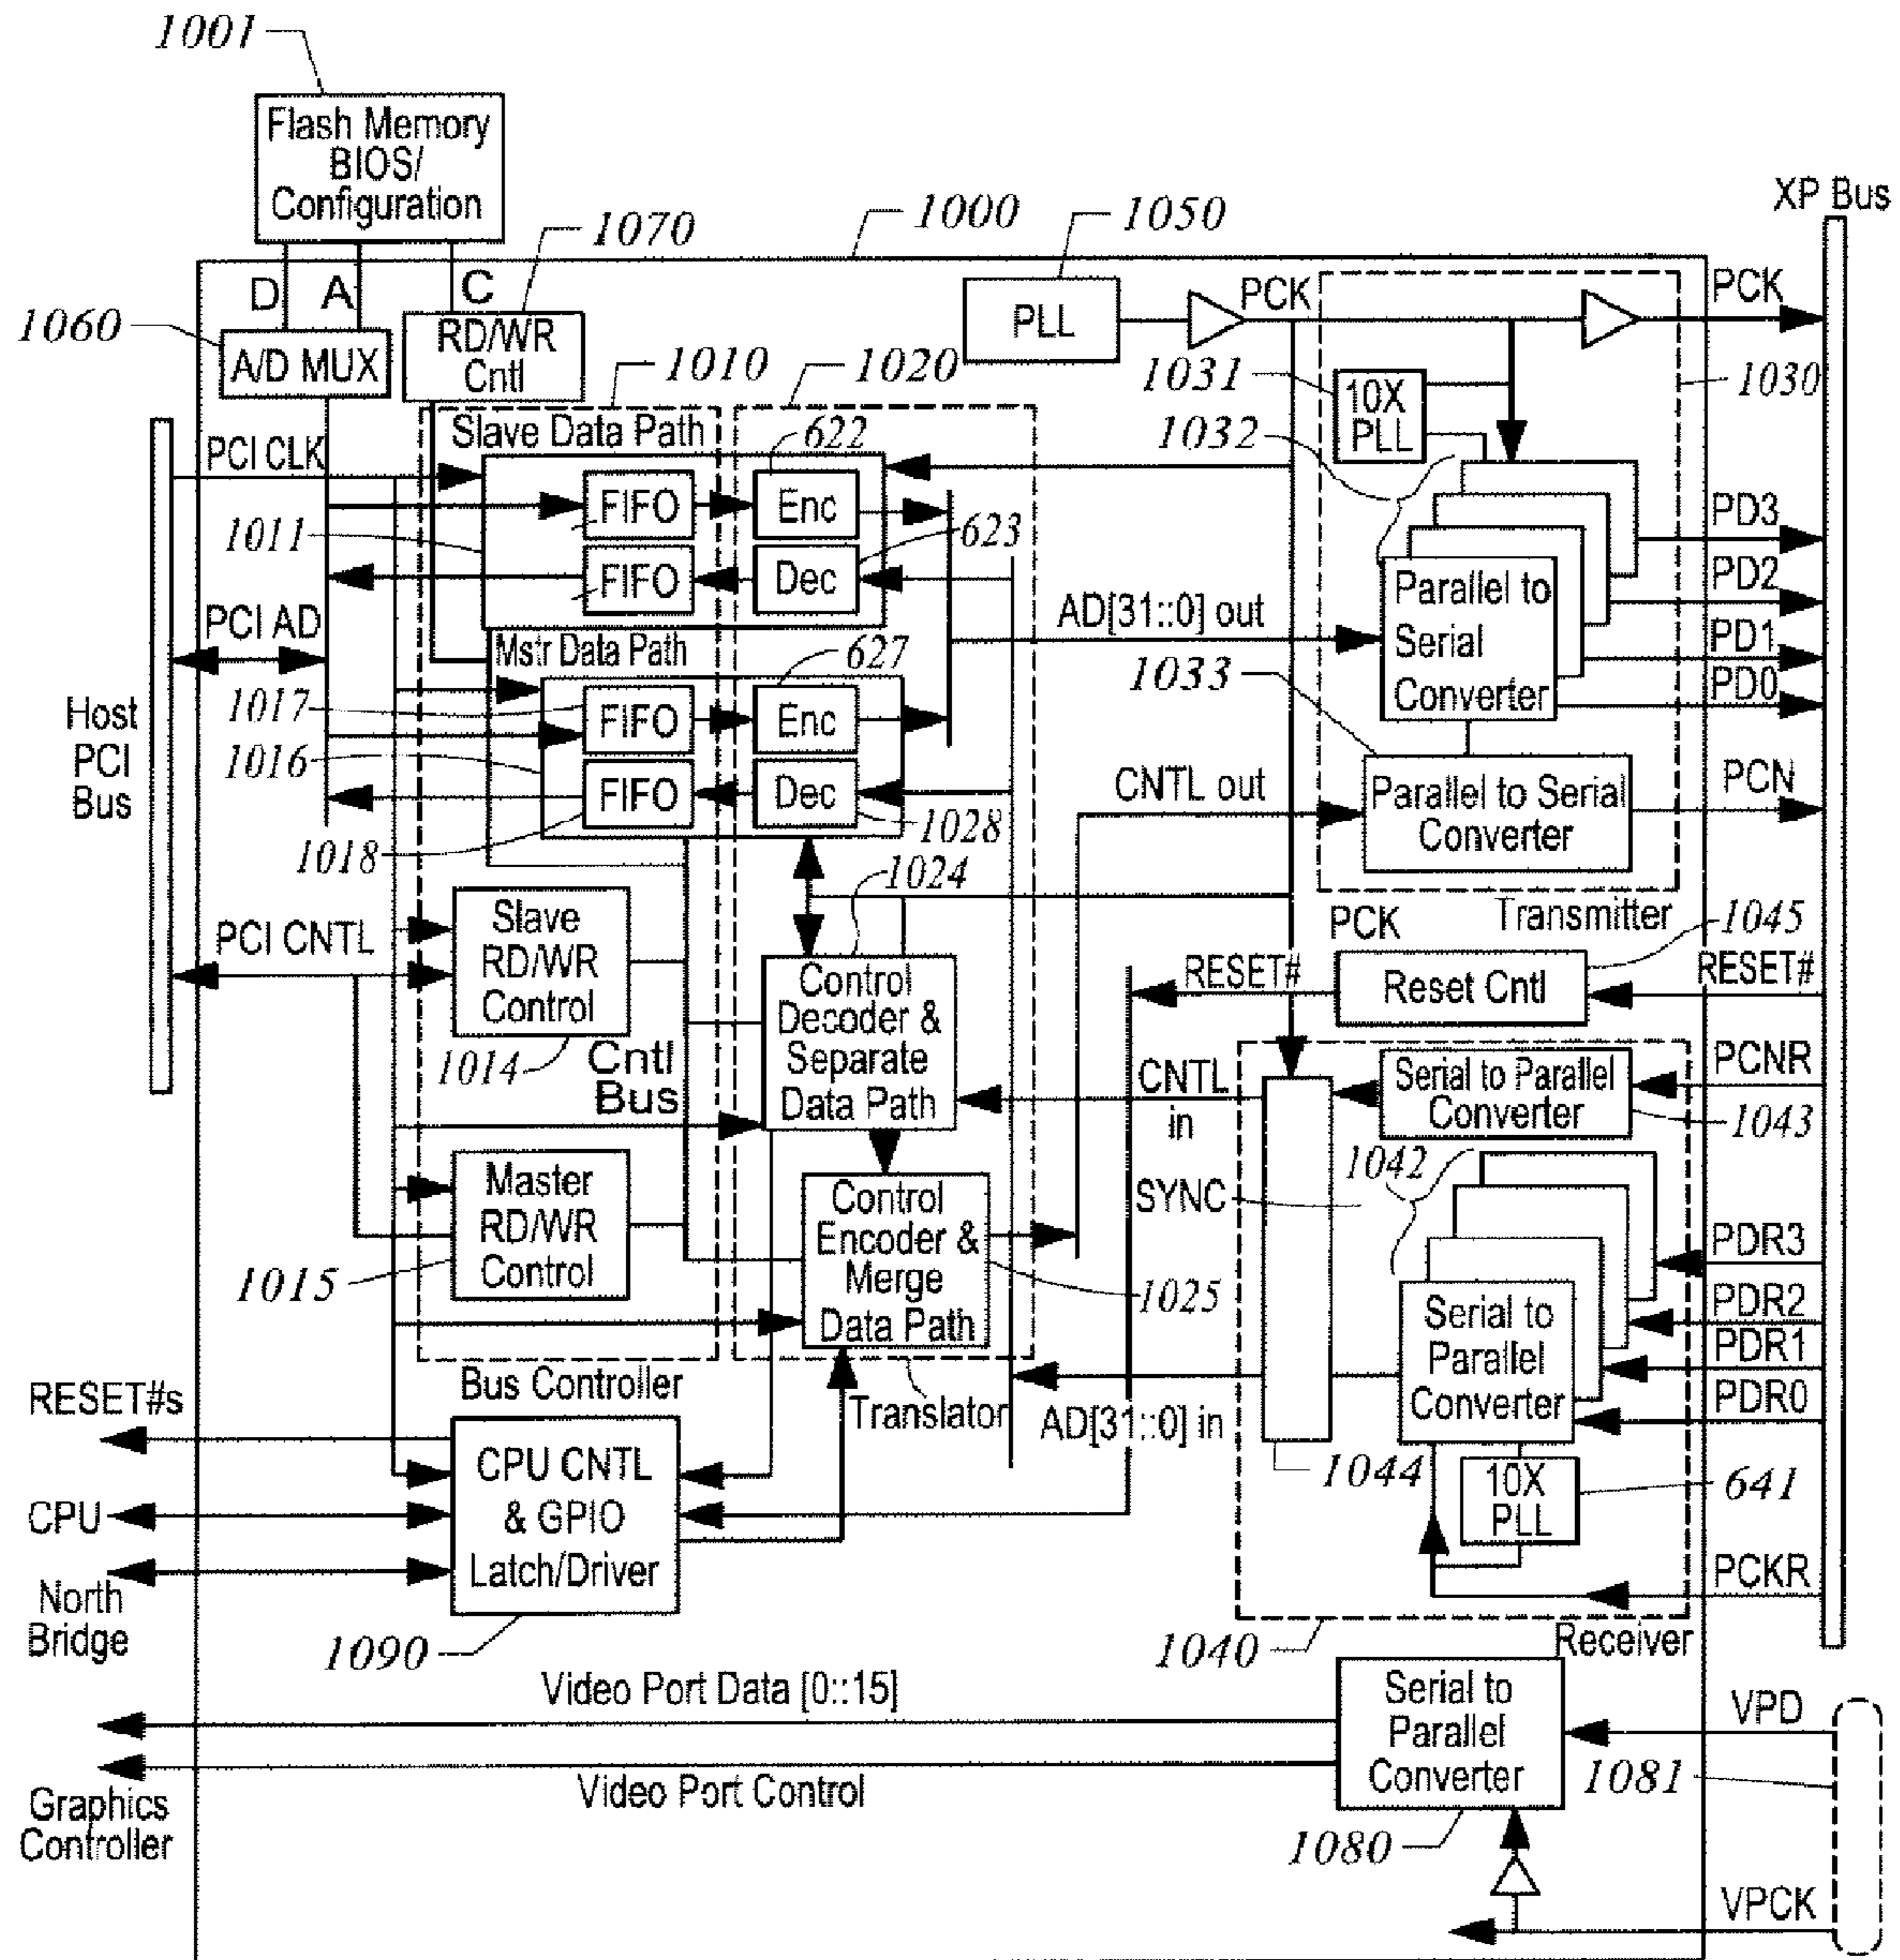 1001
Flash Memory
BIOS/
Configuration
XP Bus
1000
1050
1070
D
A
C
PLL
PCK
PCK
1060
A/D MUX
RD/WR
Cntl
1010
1020
1031
10X
PLL
1030
1032
Slave Data Path
622
PCI CLK
FIFO
Enc
1011
623
FIFO
Dec
PD3
PD2
PD1
PD0
Parallel to
Serial
Converter
AD[31::0] out
PCI AD
Mstr Data Path
627
1033
Host
PCI
Bus
1017
FIFO
Enc
1016
FIFO
Dec
1018
1028
CNTL out
Parallel to Serial
Converter
PCN
1024
Transmitter
PCI CNTL
Slave
RD/WR
Control
1014
Control
Decoder &
Separate
Data Path
PCK
1045
RESET#
Reset Cntl
RESET#
Cntl
Bus
CNTL
in
Serial to Parallel
Converter
PCNR
1043
1042
SYNC
Master
RD/WR
Control
1015
Control
Encoder &
Merge
Data Path
1025
PDR3
PDR2
PDR1
PDR0
Serial to
Parallel
Converter
Bus Controller
Translator
AD[31::0] in
1044
10X
PLL
641
RESET#s
CPU
North
Bridge
CPU CNTL
& GPIO
Latch/Driver
1090
PCKR
1040
Receiver
Video Port Data [0::15]
Video Port Control
Graphics
Controller
Serial to
Parallel
Converter
VPD
1081
1080
VPCK